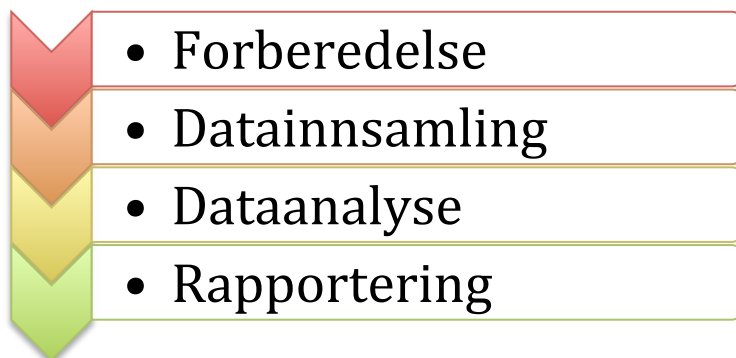 • Forberedelse
• Datainnsamling
• Dataanalyse
• Rapportering